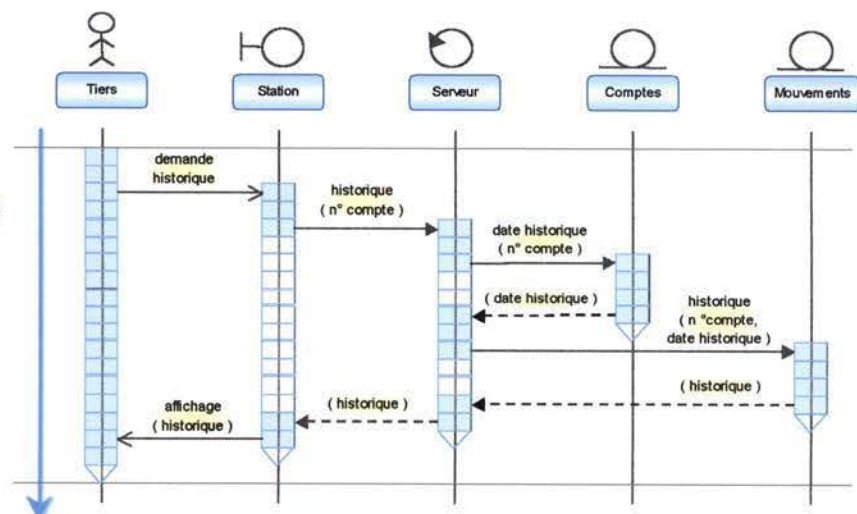 Tiers
Station
Serveur
Comptes
Mouvements
demande
historique
historique
( n° compte )
date historique
( n° compte )
( date historique )
historique
( n °compte,
date historique )
( historique )
( historique )
affichage
( historique )